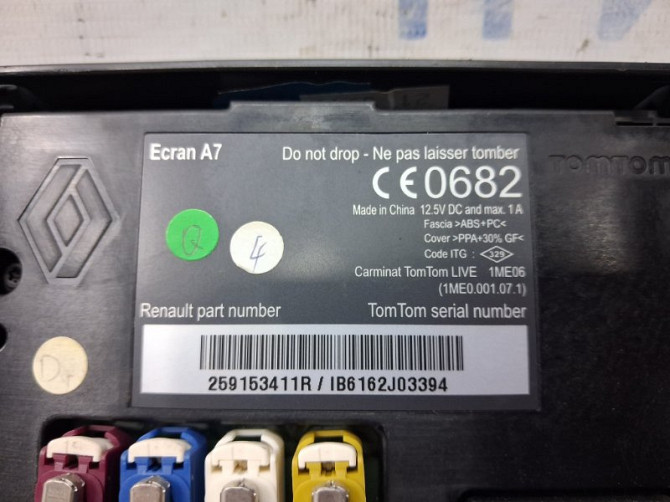 Ecran A7
Do not drop - Ne pas laisser tomber
CE0682
Made in China 12.5V DC and max. 1A
Fascia >ABS+PC<
Cover >PPA+30% GF<
Code ITG : 329
Carminat TomTom LIVE 1ME06
(1ME0.001.07.1)
Renault part number
TomTom serial number
259153411R / IB6162J03394
TOMTOM
Q
4